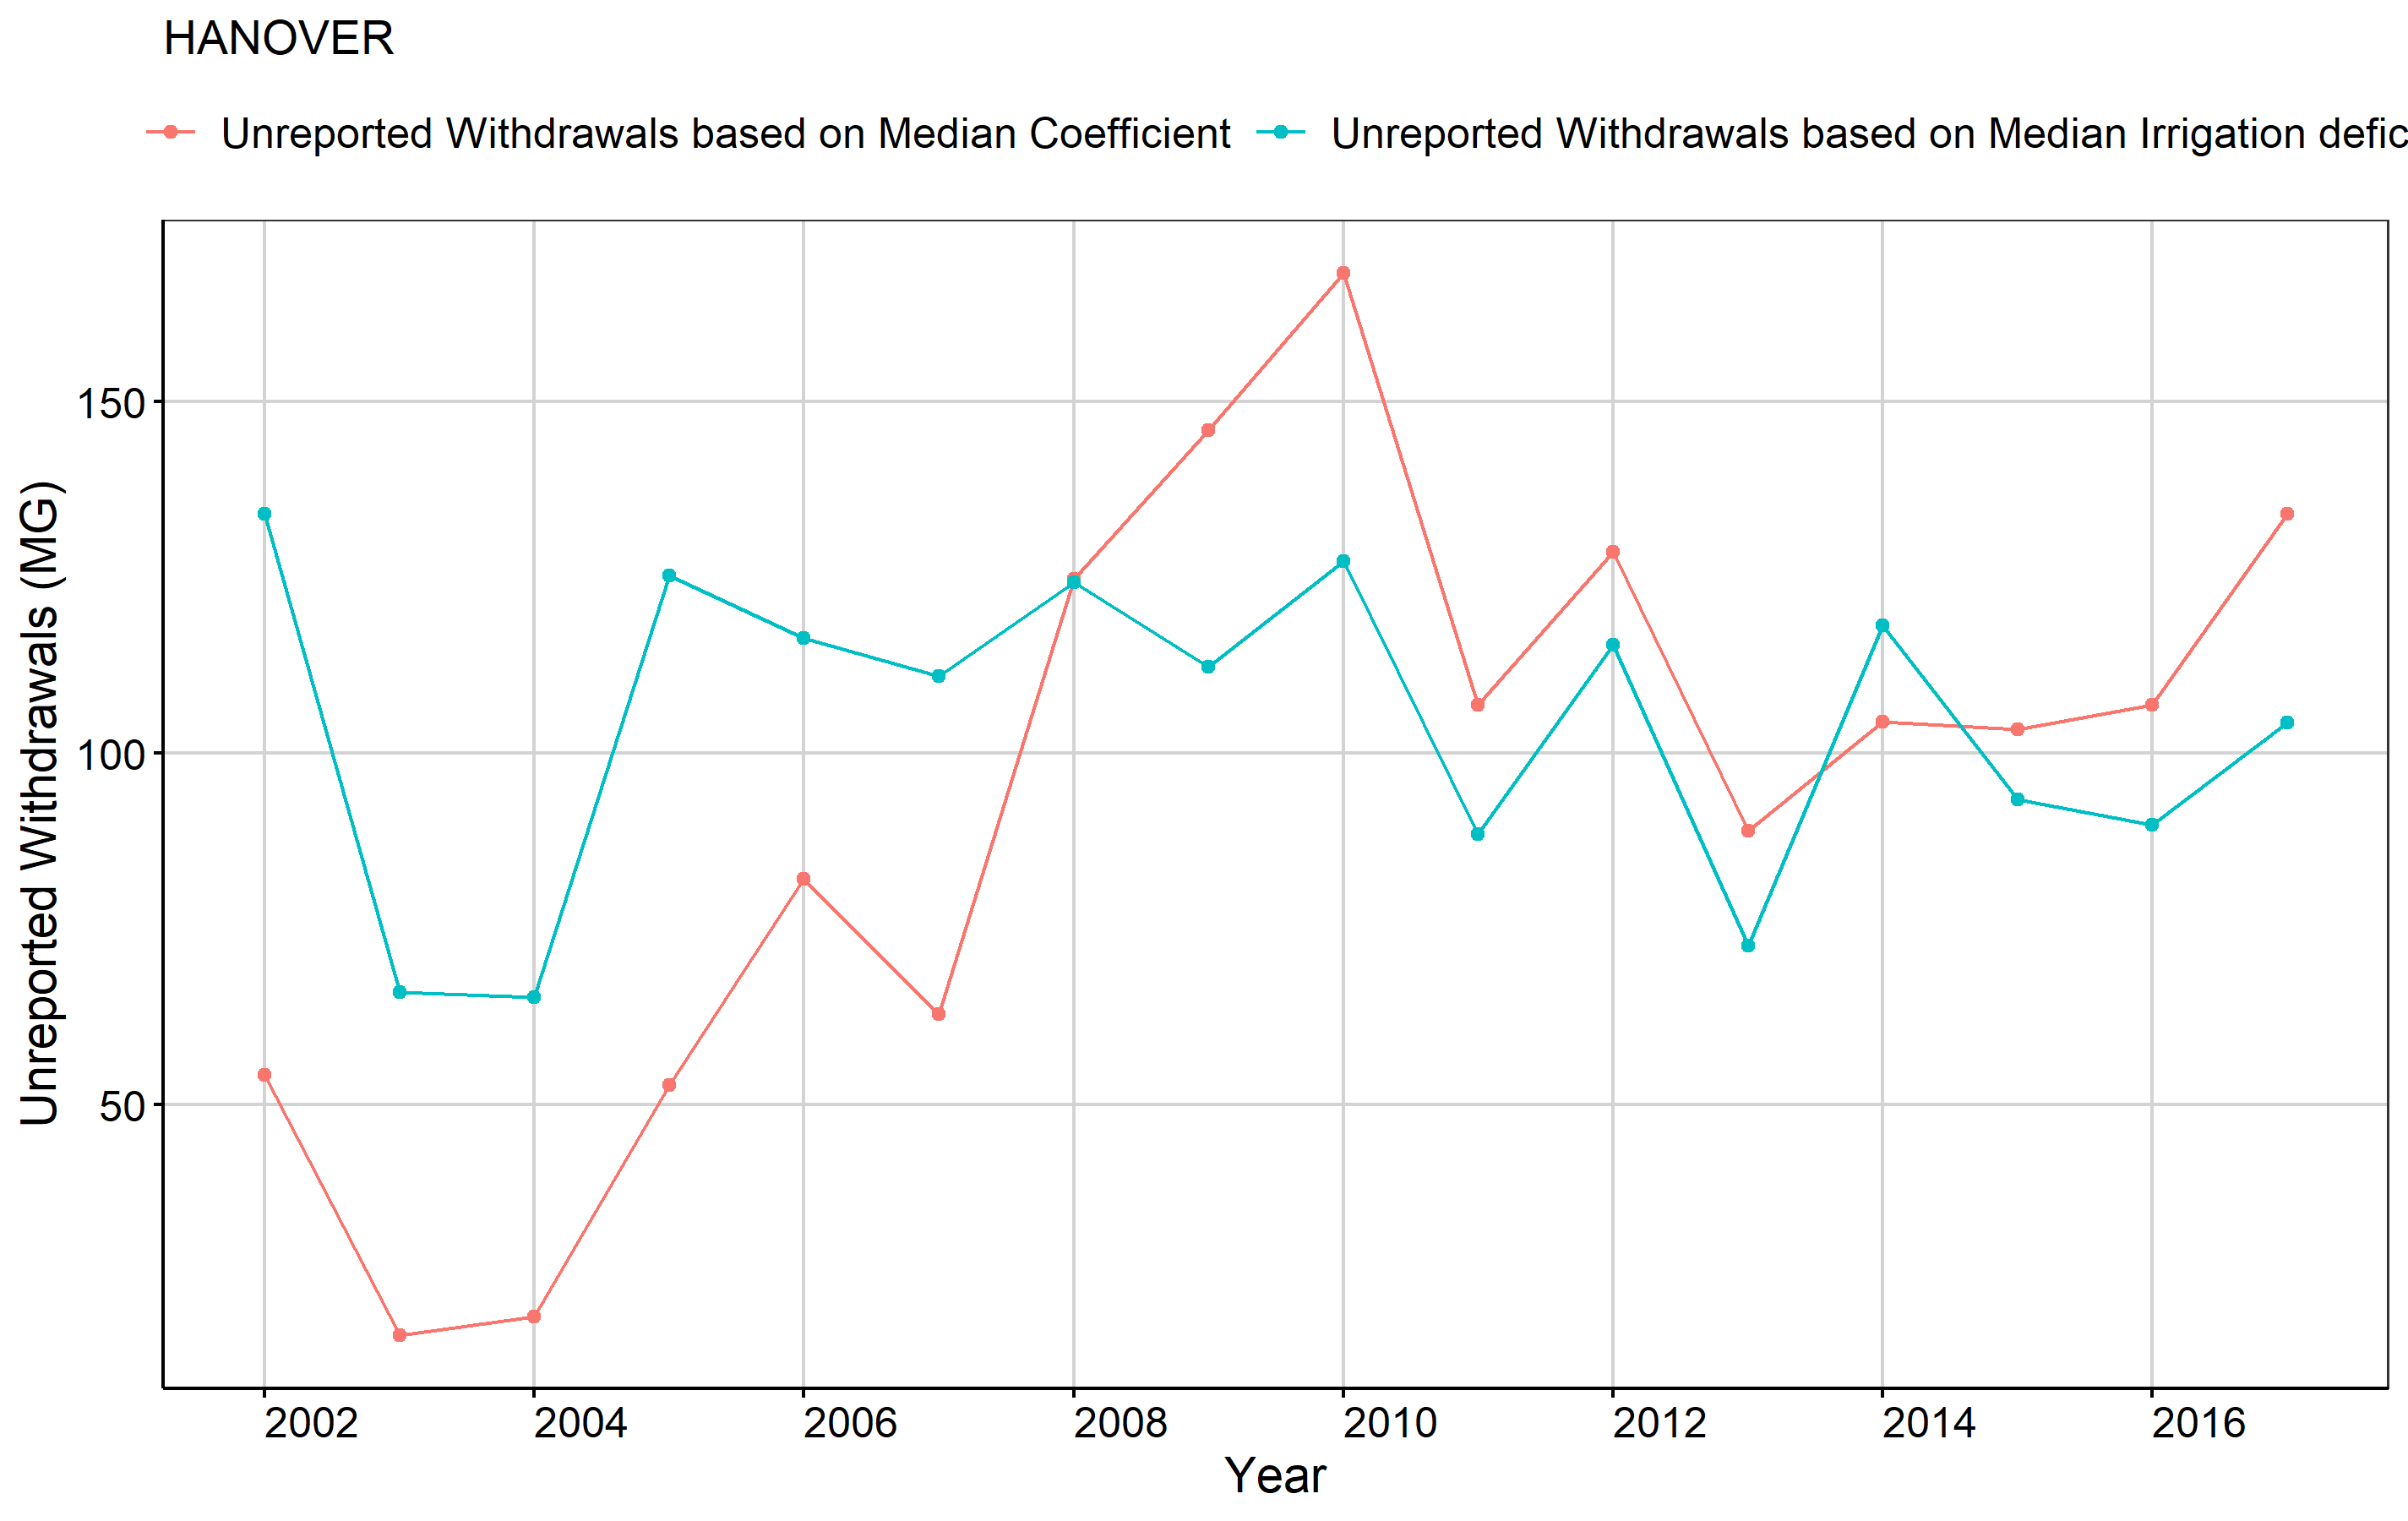 HANOVER
Unreported Withdrawals based on Median Coefficient Unreported Withdrawals based on Median Irrigation defic
150
100
50
Unreported Withdrawals (MG)
2002 2004 2006 2008 2010 2012 2014 2016
Year